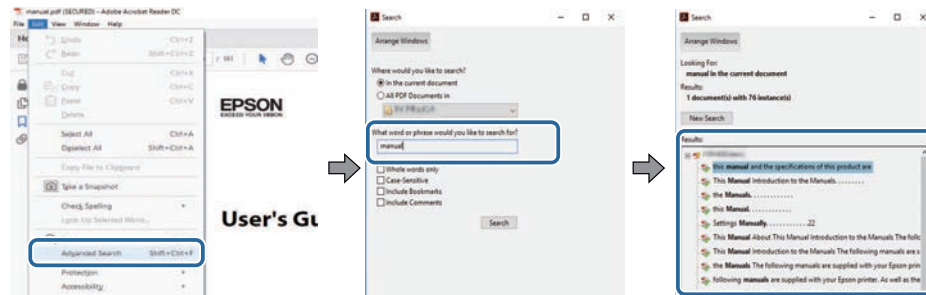 manual.pdf (SECURED) - Adobe Acrobat Reader DC
File Edit View Window Help
Undo Ctrl+Z
Redo Shift+Ctrl+Z
Cut Ctrl+X
Copy Ctrl+C
Paste Ctrl+V
Delete
Select All Ctrl+A
Deselect All Shift+Ctrl+A
Copy File to Clipboard
Take a Snapshot
Check Spelling
Look Up Selected Word...
Advanced Search Shift+Ctrl+F
Protection
Accessibility
EPSON
EXCEED YOUR VISION
User's Gu
Search
Arrange Windows
Where would you like to search?
In the current document
All PDF Documents in
What word or phrase would you like to search for?
manual
Whole words only
Case-Sensitive
Include Bookmarks
Include Comments
Search
Search
Arrange Windows
Looking For:
manual in the current document
Results:
1 document(s) with 76 instance(s)
New Search
Results:
this manual and the specifications of this product are
This Manual Introduction to the Manuals.........
the Manuals............
this Manual............
Settings Manually............22
This Manual About This Manual Introduction to the Manuals The follo
This Manual Introduction to the Manuals The following manuals are s
the Manuals The following manuals are supplied with your Epson prin
following manuals are supplied with your Epson printer. As well as the